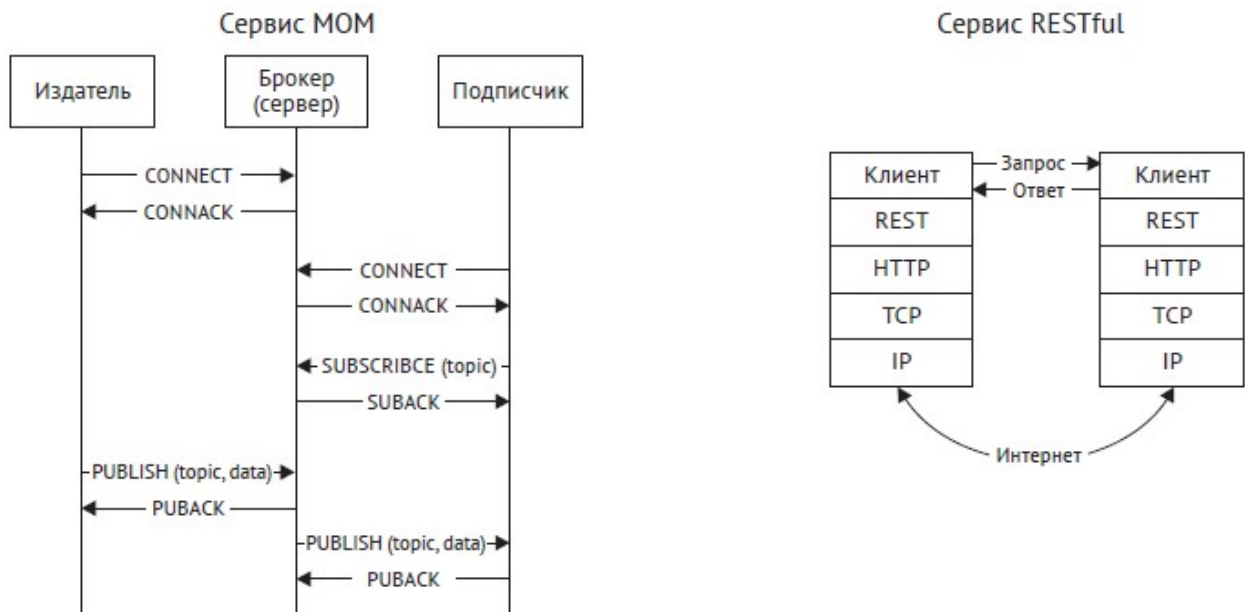 Сервис MOM
Издатель
Брокер
(сервер)
Подписчик
CONNECT
CONNACK
CONNECT
CONNACK
SUBSCRIBCE (topic)
SUBACK
PUBLISH (topic, data)
PUBACK
PUBLISH (topic, data)
PUBACK
Сервис RESTful
Клиент
REST
HTTP
TCP
IP
Запрос
Ответ
Клиент
REST
HTTP
TCP
IP
Интернет